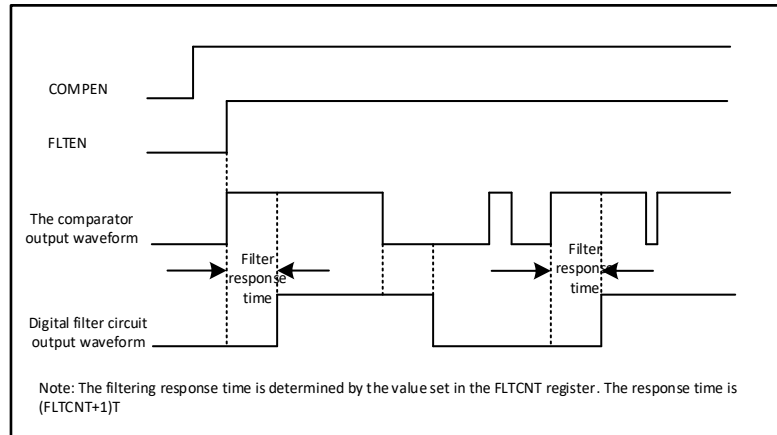 COMPEN
FLTEN
The comparator
output waveform
Filter
response
time
Filter
response
time
Digital filter circuit
output waveform
Note: The filtering response time is determined by the value set in the FLTCNT register. The response time is
(FLTCNT+1)T